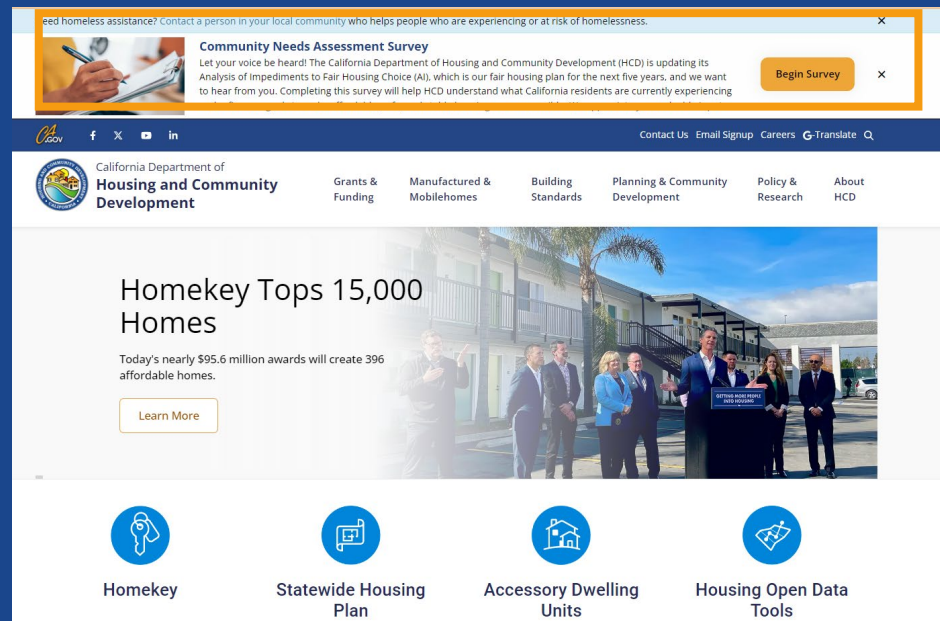 eed homeless assistance? Contact a person in your local community who helps people who are experiencing or at risk of homelessness.
Community Needs Assessment Survey
Let your voice be heard! The California Department of Housing and Community Development (HCD) is updating its
Analysis of Impediments to Fair Housing Choice (AI), which is our fair housing plan for the next five years, and we want
to hear from you. Completing this survey will help HCD understand what California residents are currently experiencing
Begin Survey
CA.GOV
Contact Us Email Signup Careers G-Translate
California Department of
Housing and Community
Development
Grants &
Funding
Manufactured &
Mobilehomes
Building
Standards
Planning & Community
Development
Policy &
Research
About
HCD
Homekey Tops 15,000
Homes
Today's nearly $95.6 million awards will create 396
affordable homes.
Learn More
GETTING MORE PEOPLE
INTO HOUSING
Homekey
Statewide Housing
Plan
Accessory Dwelling
Units
Housing Open Data
Tools